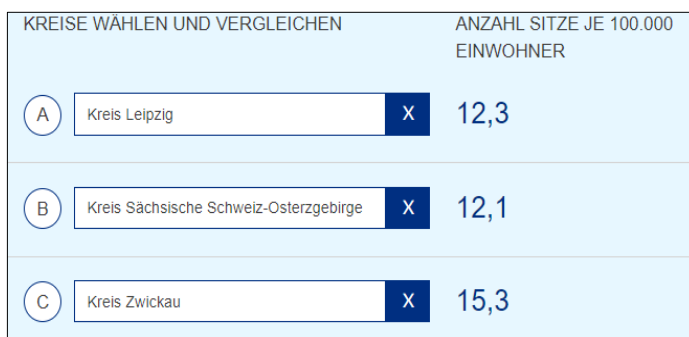 KREISE WÄHLEN UND VERGLEICHEN
ANZAHL SITZE JE 100.000
EINWOHNER
A Kreis Leipzig X 12,3
B Kreis Sächsische Schweiz-Osterzgebirge X 12,1
C Kreis Zwickau X 15,3